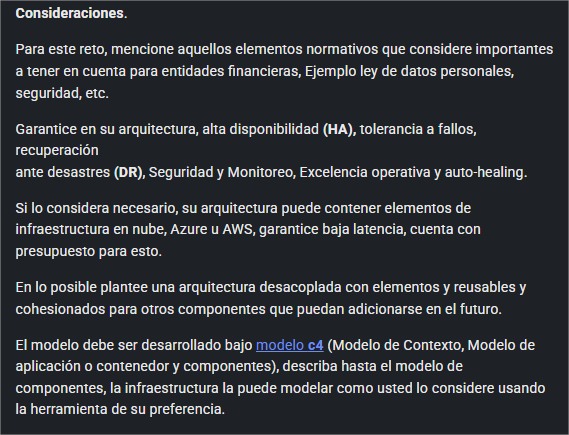 Consideraciones.
Para este reto, mencione aquellos elementos normativos que considere importantes
a tener en cuenta para entidades financieras, Ejemplo ley de datos personales,
seguridad, etc.
Garantice en su arquitectura, alta disponibilidad (HA), tolerancia a fallos,
recuperación
ante desastres (DR), Seguridad y Monitoreo, Excelencia operativa y auto-healing.
Si lo considera necesario, su arquitectura puede contener elementos de
infraestructura en nube, Azure u AWS, garantice baja latencia, cuenta con
presupuesto para esto.
En lo posible plantee una arquitectura desacoplada con elementos y reusables y
cohesionados para otros componentes que puedan adicionarse en el futuro.
El modelo debe ser desarrollado bajo modelo c4 (Modelo de Contexto, Modelo de
aplicación o contenedor y componentes), describa hasta el modelo de
componentes, la infraestructura la puede modelar como usted lo considere usando
la herramienta de su preferencia.